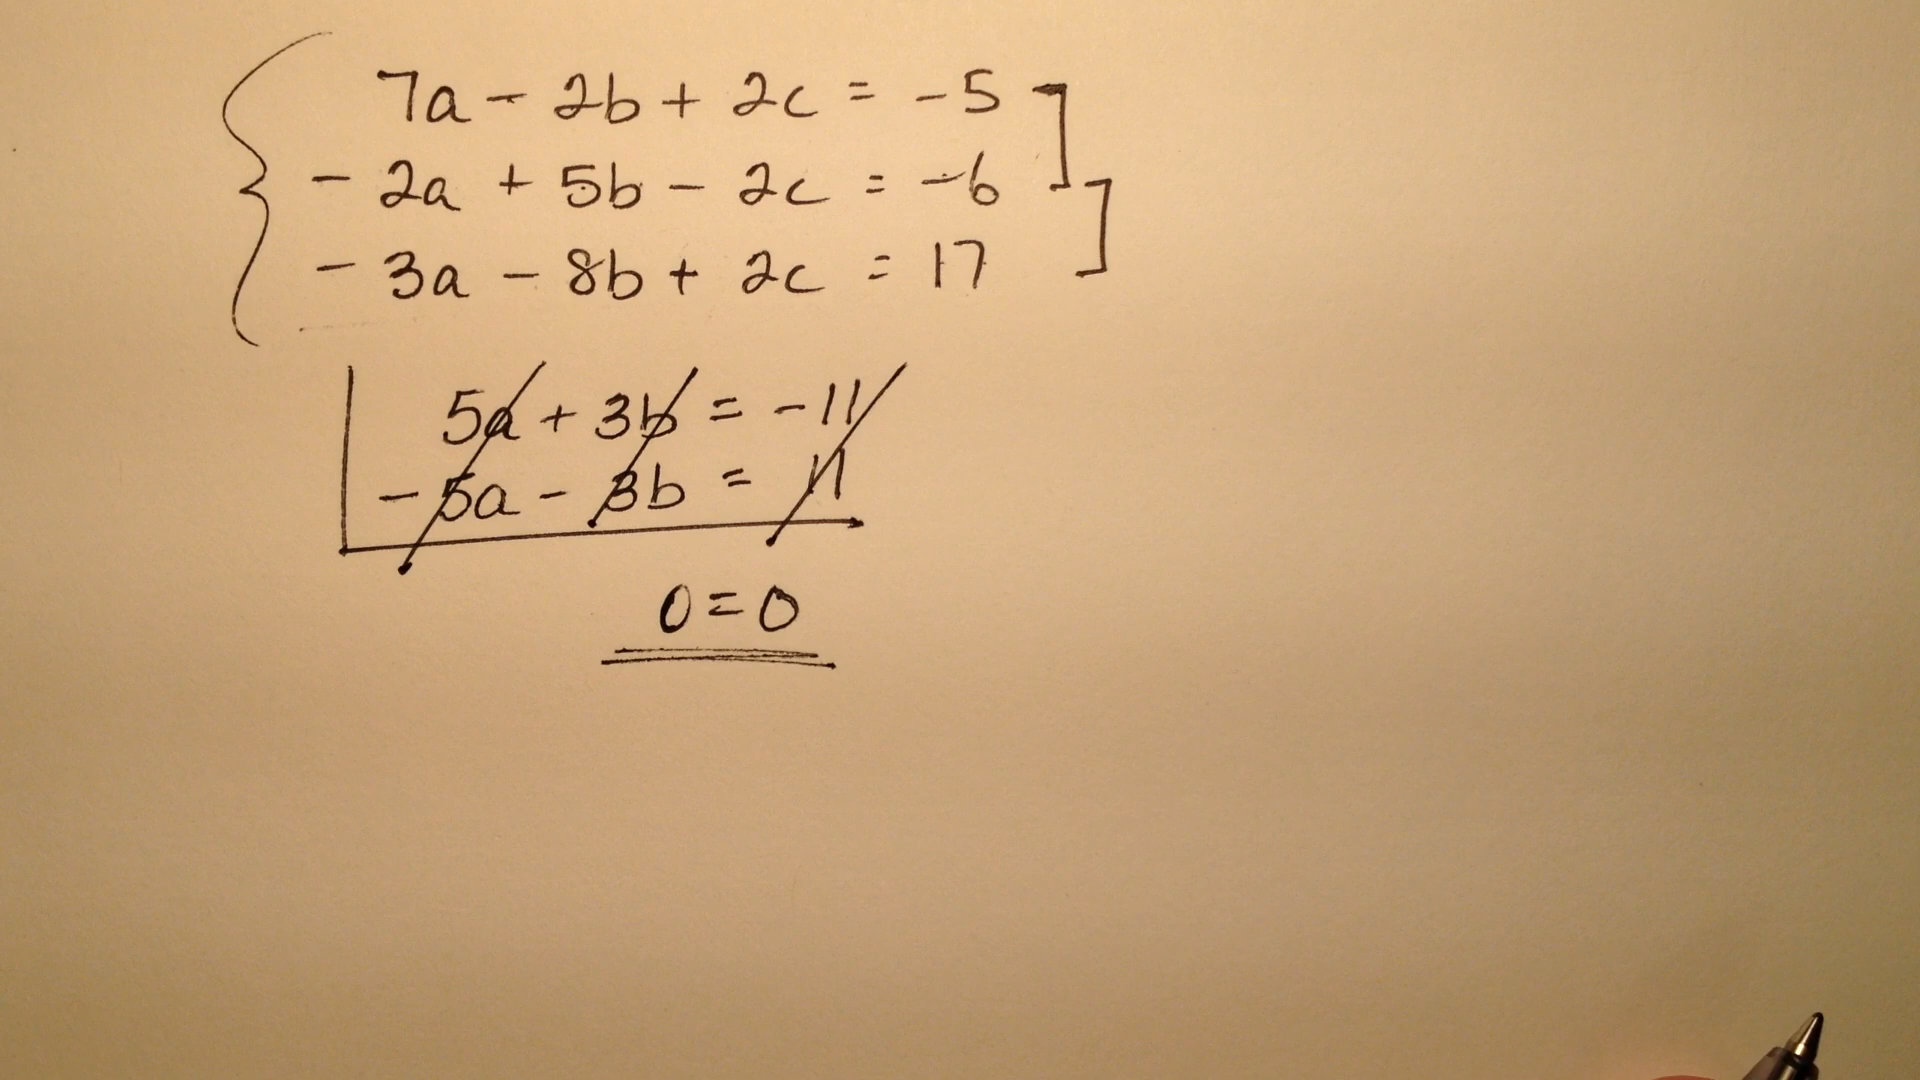 7a - 2b + 2c = -5
- 2a + 5b - 2c = -6
- 3a - 8b + 2c = 17
5a + 3b = -11
- 5a - 3b = 11
0 = 0